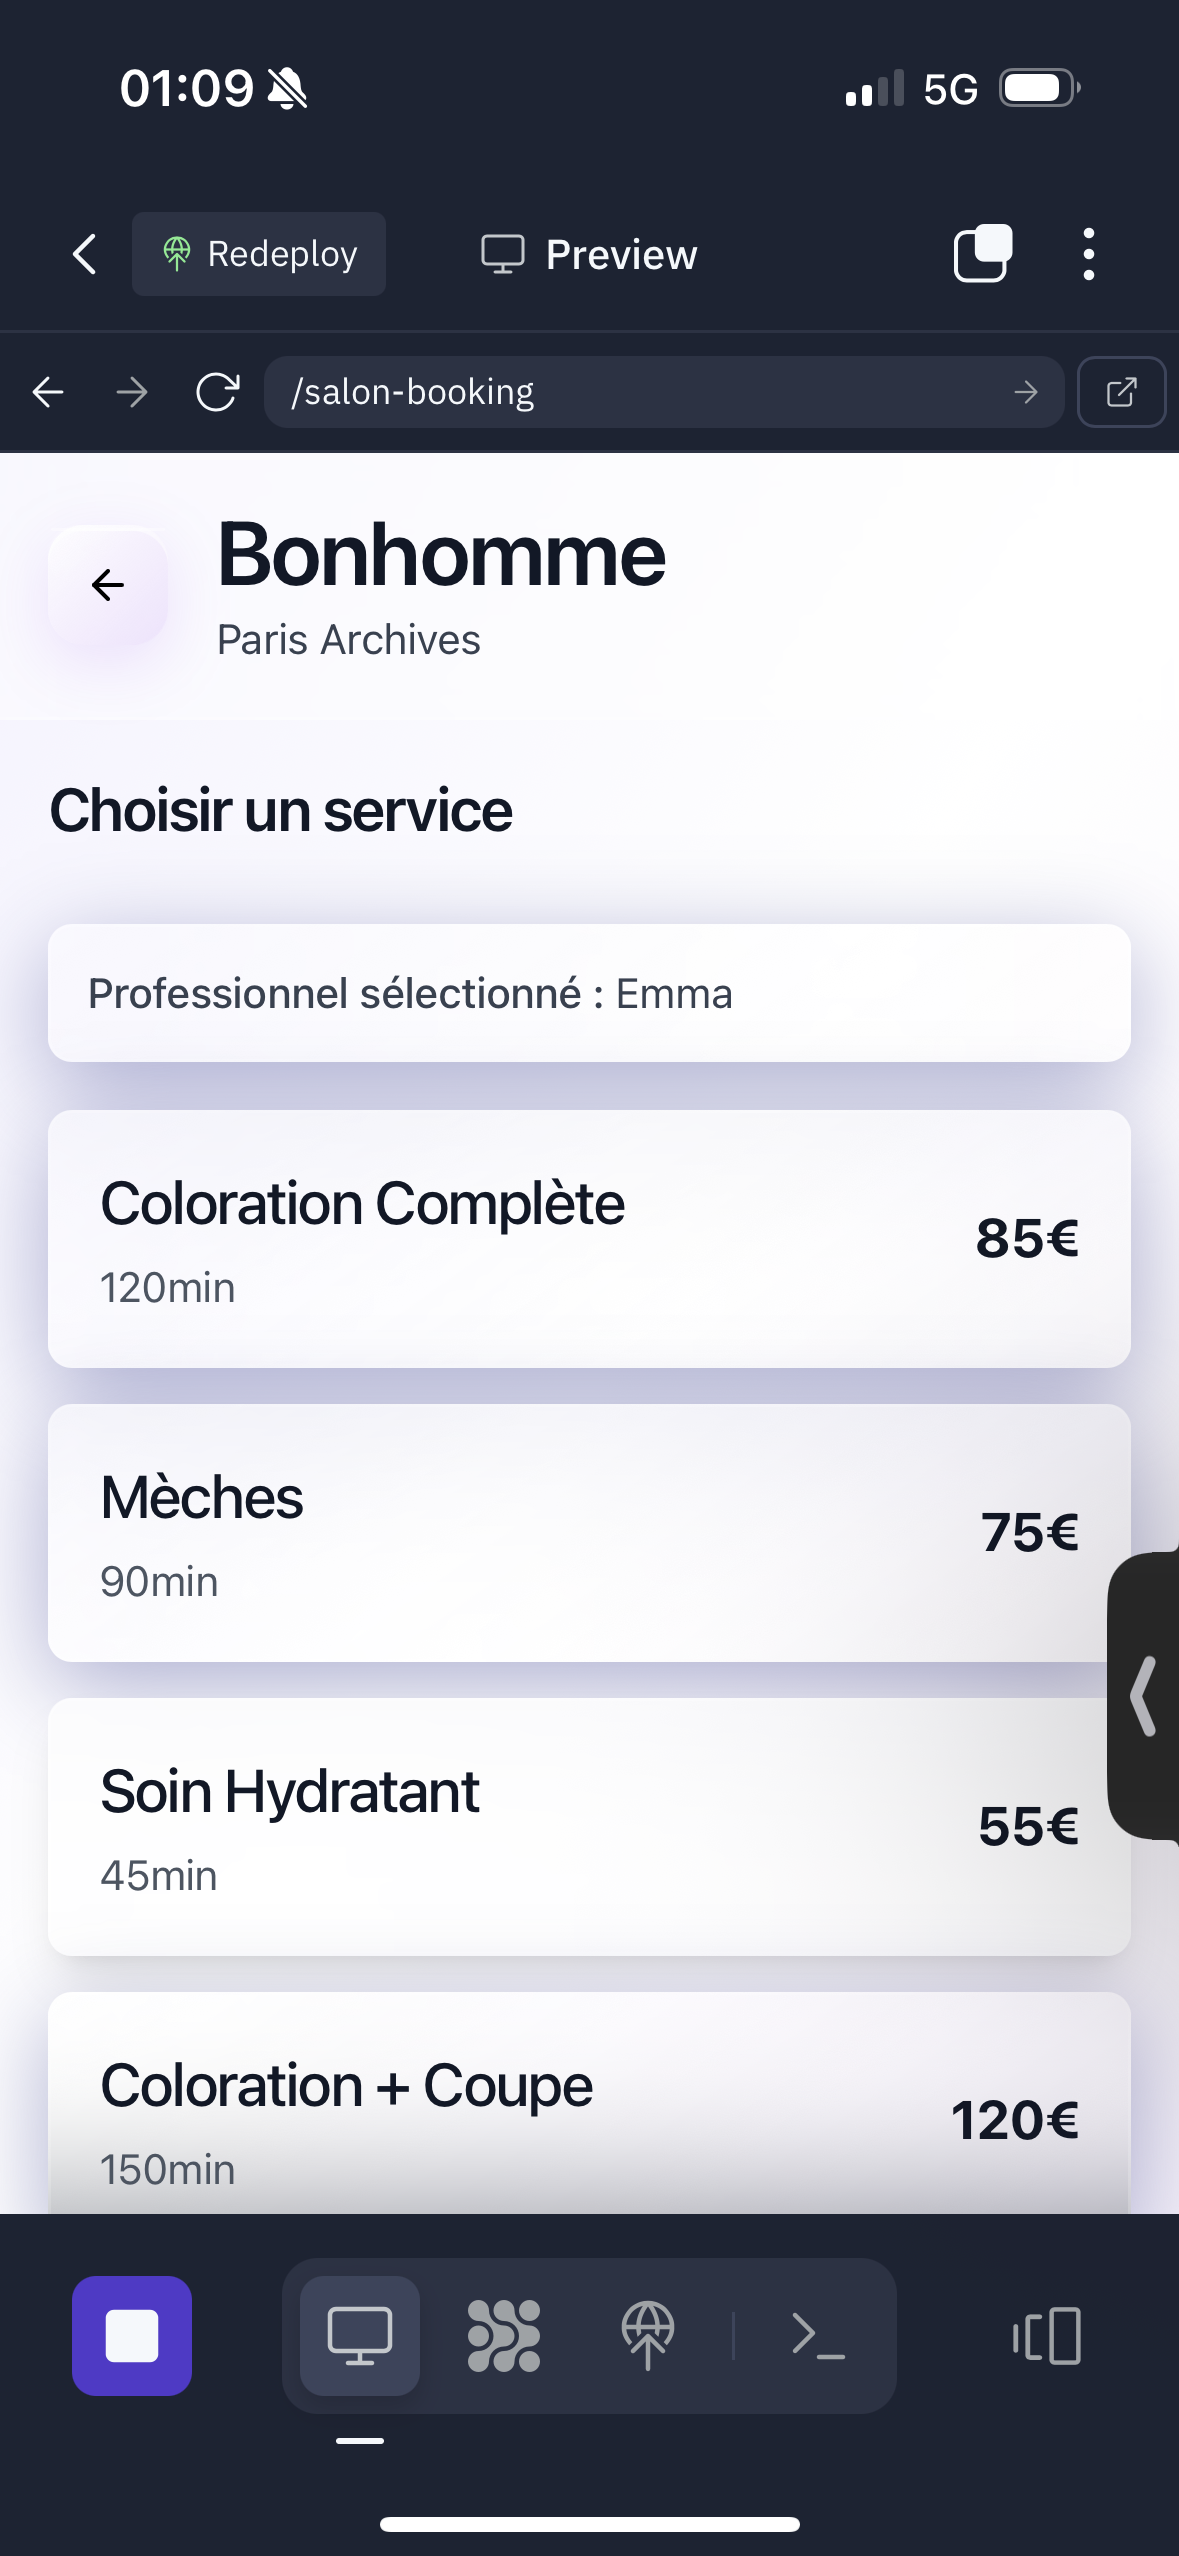 01:09
5G
Redeploy
Preview
/salon-booking
Bonhomme
Paris Archives
Choisir un service
Professionnel sélectionné : Emma
Coloration Complète
85€
120min
Mèches
75€
90min
Soin Hydratant
55€
45min
Coloration + Coupe
120€
150min